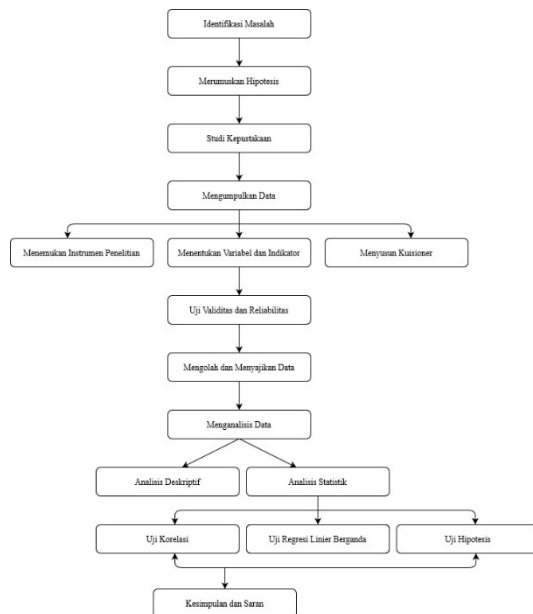 Identifikasi Masalah
Merumuskan Hipotesis
Studi Kepustakaan
Mengumpulkan Data
Menemukan Instrumen Penelitian
Menentukan Variabel dan Indikator
Menyusun Kuisioner
Uji Validitas dan Reliabilitas
Mengolah dan Menyajikan Data
Menganalisis Data
Analisis Deskriptif
Analisis Statistik
Uji Korelasi
Uji Regresi Linier Berganda
Uji Hipotesis
Kesimpulan dan Saran